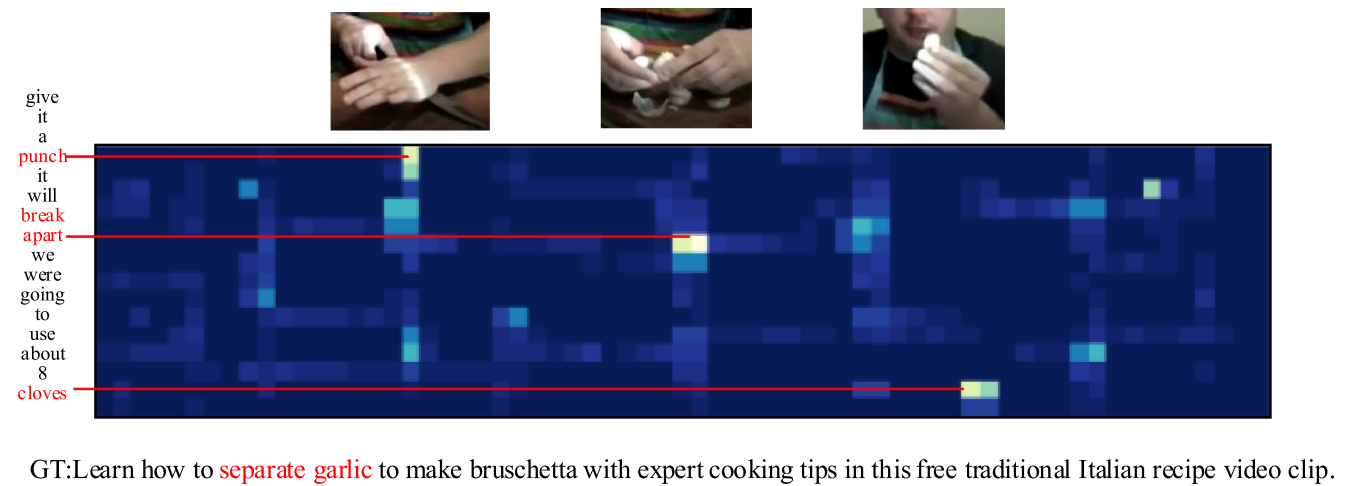 give
it
a
punch
it
will
break
apart
we
were
going
to
use
about
8
cloves
GT:Learn how to separate garlic to make bruschetta with expert cooking tips in this free traditional Italian recipe video clip.